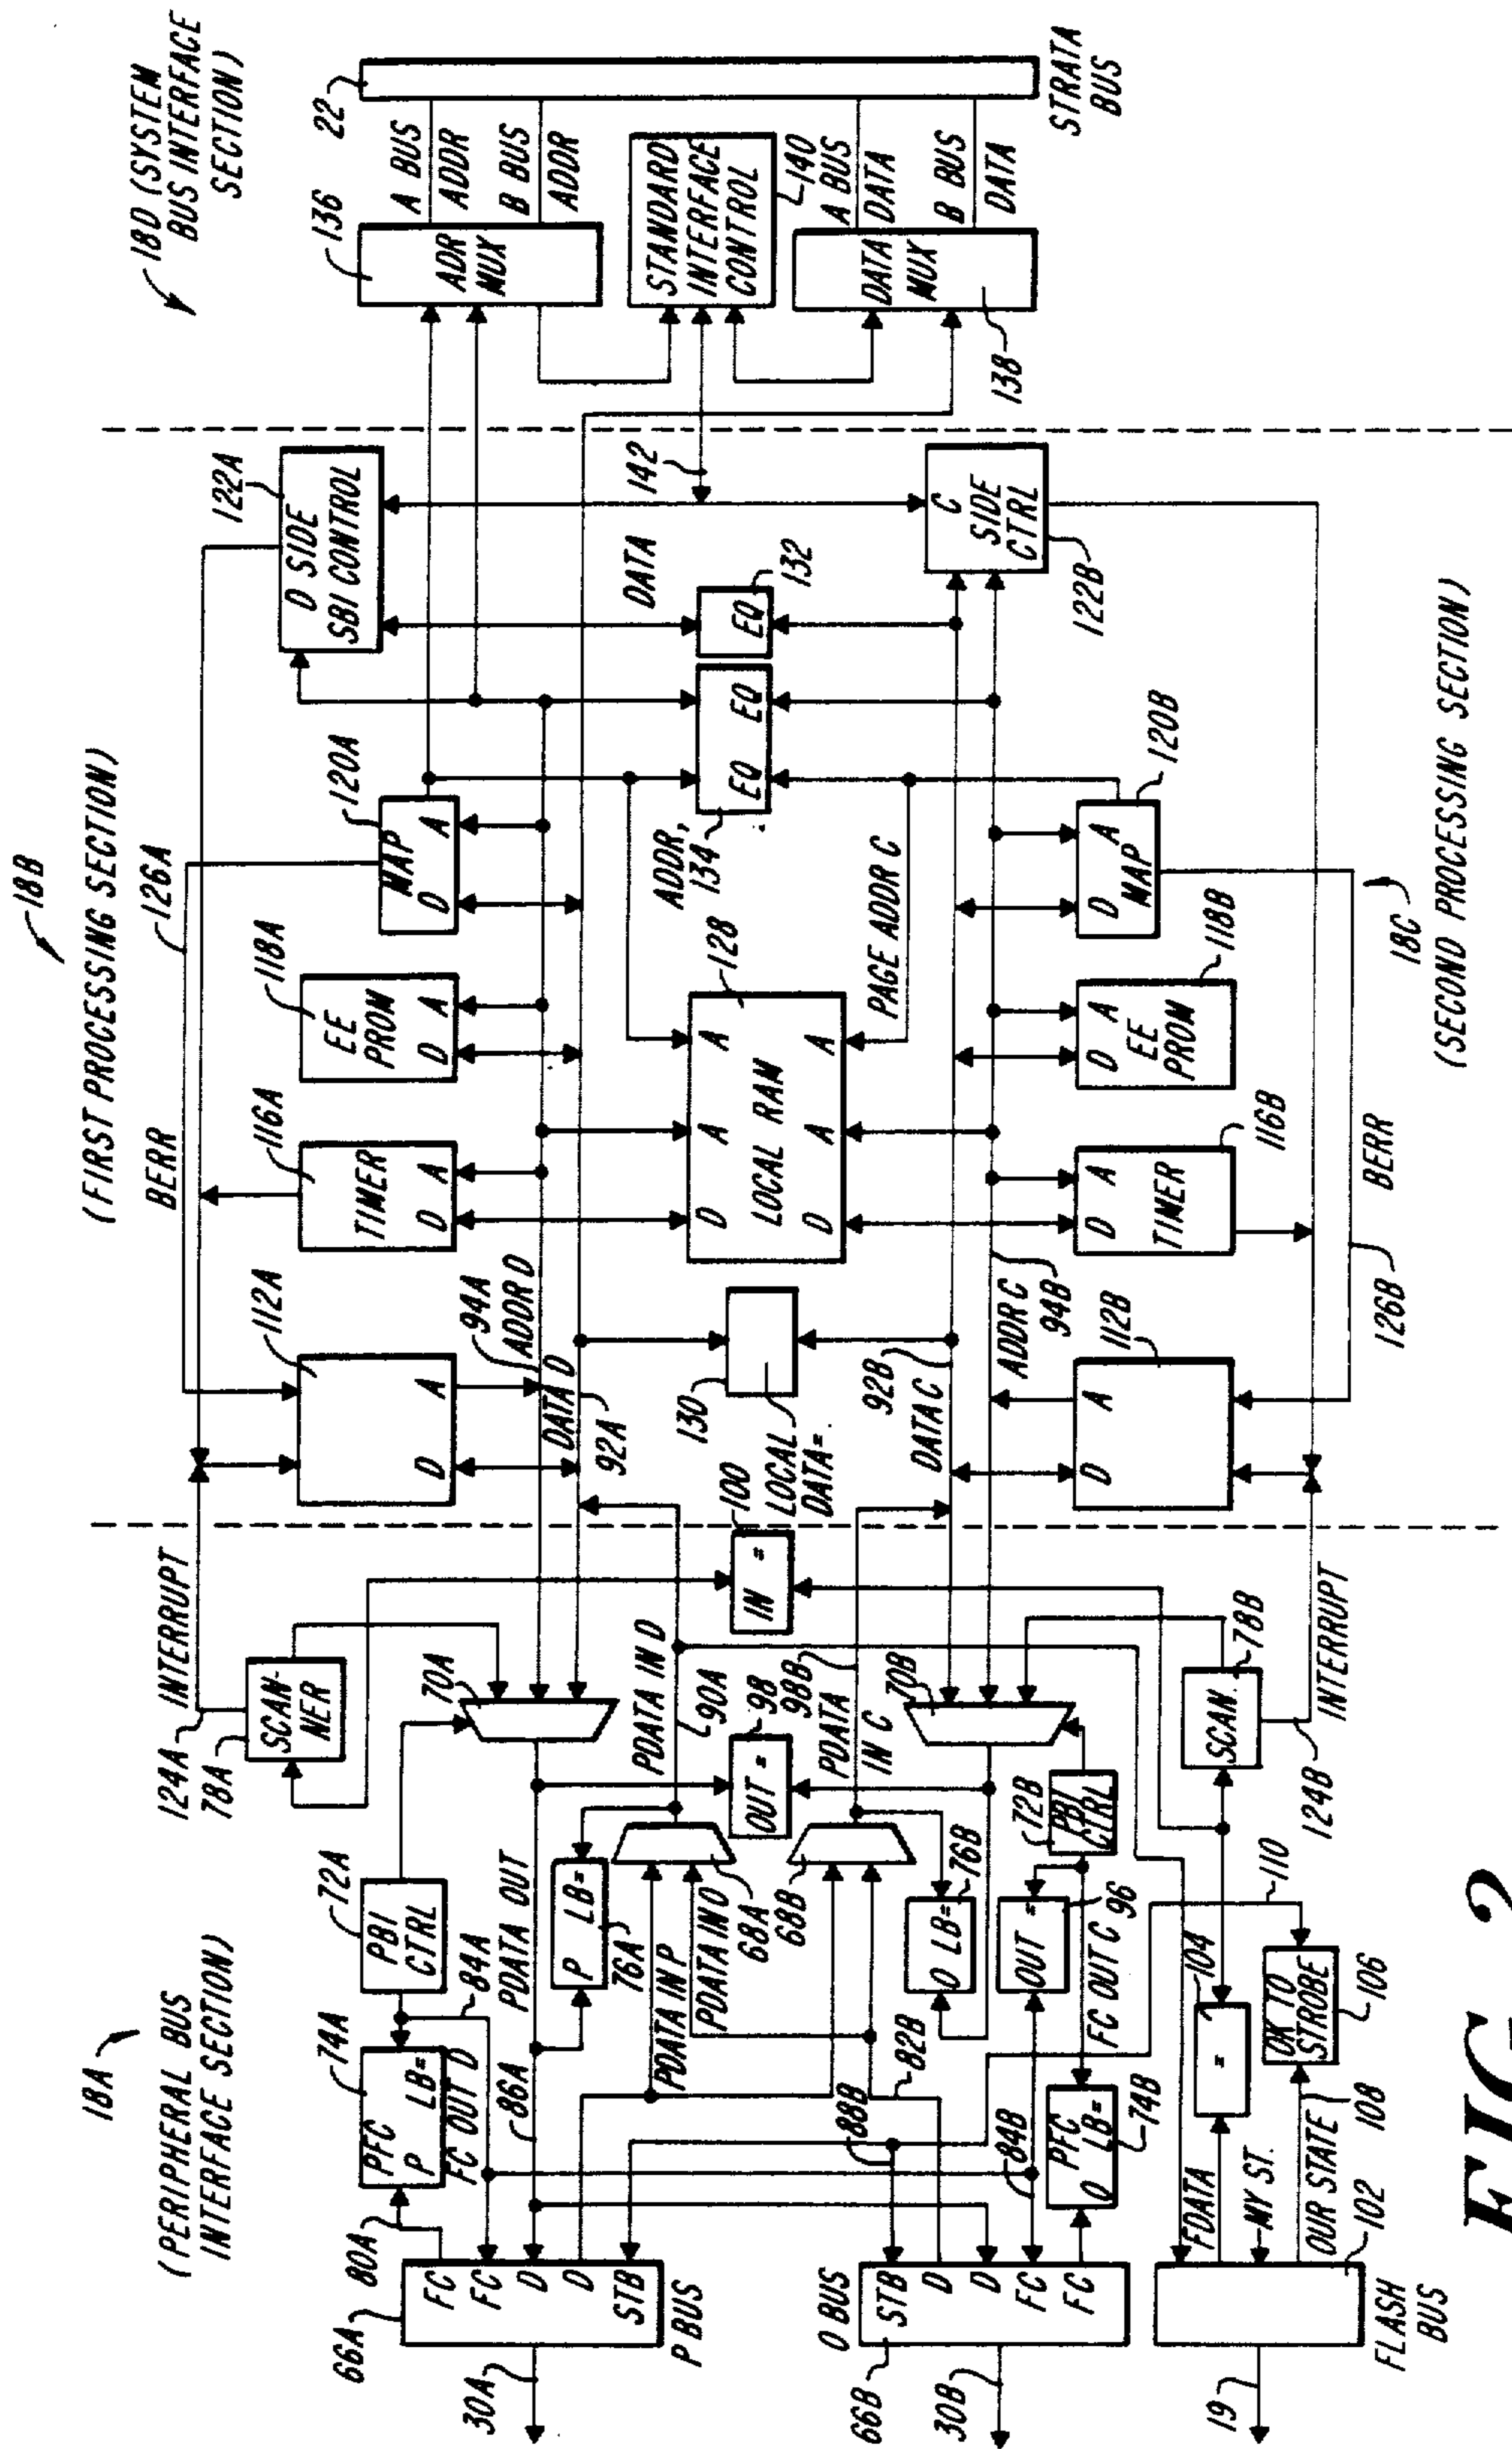 18A
(PERIPHERAL BUS
INTERFACE SECTION)
18B
(FIRST PROCESSING SECTION)
18D (SYSTEM
BUS INTERFACE
SECTION)
124A
INTERRUPT
78A
SCAN-
NER
126A
BERR
112A
D
A
116A
TIMER
D A
118A
EE
PROM
D A
120A
MAP
D A
122A
D SIDE
SBI CONTROL
136
ADR
MUX
A BUS
ADDR
B BUS
ADDR
22
STRATA
BUS
STANDARD
INTERFACE
CONTROL
140
A BUS
DATA
B BUS
DATA
DATA
MUX
138
142
66A
80A
FC
FC
D
D
STB
P BUS
30A
74A
PFC
P LB=
FC OUT D
84A
72A
PBI
CTRL
86A
PDATA OUT
P LB=
76A
70A
PDATA IN P
PDATA IN O
68A
68B
PDATA IN D
90A
OUT =
98
98B
PDATA
IN C
IN =
100
94A
ADDR D
DATA D
92A
130
LOCAL
DATA=
128
D A A
LOCAL RAM
D A A
ADDR,
134
EQ EQ
EQ
132
DATA
PAGE ADDR C
92B
DATA C
ADDR C
94B
O BUS
66B
STB
D
D
FC
FC
30B
88B
82B
84B
PFC
O LB=
74B
O LB=
76B
OUT =
96
FC OUT C
72B
PBI
CTRL
70B
78B
SCAN.
124B
INTERRUPT
112B
D A
116B
D A
TIMER
118B
D A
EE
PROM
120B
D A
MAP
C
SIDE
CTRL
122B
BERR
126B
18C
(SECOND PROCESSING SECTION)
FLASH
BUS
19
102
FDATA
MY ST.
OUR STATE
108
=
104
OK TO
STROBE
106
110
FIG. 2